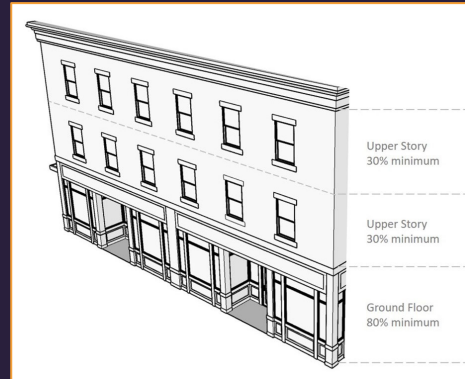 Upper Story
30% minimum
Upper Story
30% minimum
Ground Floor
80% minimum